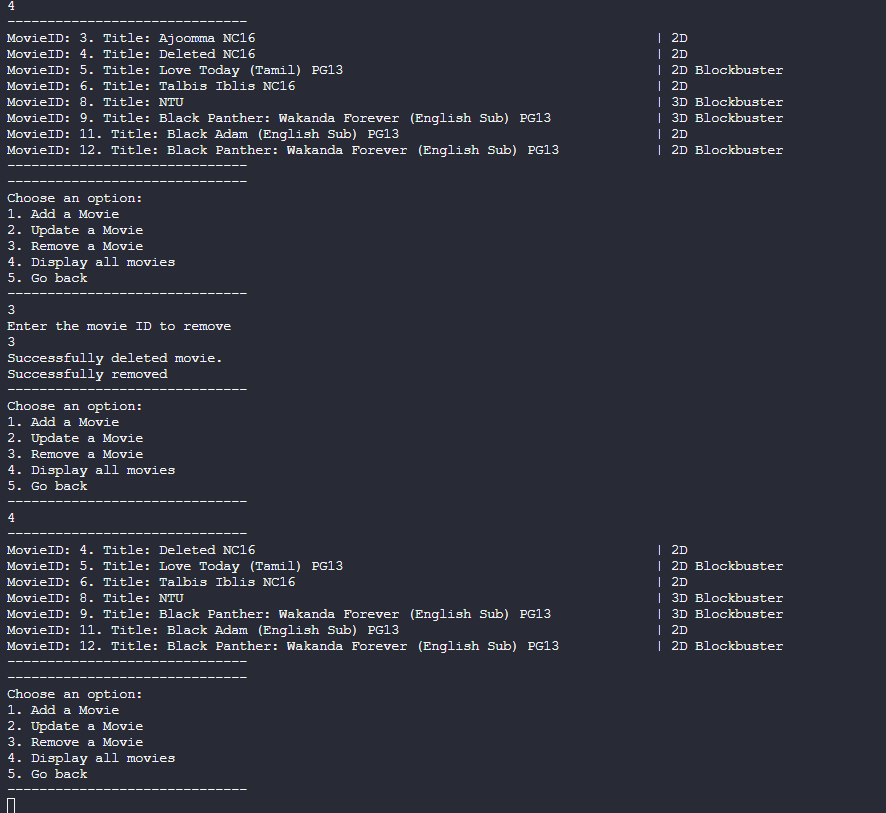 4
------------------------------
MovieID: 3. Title: Ajoomma NC16 | 2D
MovieID: 4. Title: Deleted NC16 | 2D
MovieID: 5. Title: Love Today (Tamil) PG13 | 2D Blockbuster
MovieID: 6. Title: Talbis Iblis NC16 | 2D
MovieID: 8. Title: NTU | 3D Blockbuster
MovieID: 9. Title: Black Panther: Wakanda Forever (English Sub) PG13 | 3D Blockbuster
MovieID: 11. Title: Black Adam (English Sub) PG13 | 2D
MovieID: 12. Title: Black Panther: Wakanda Forever (English Sub) PG13 | 2D Blockbuster
------------------------------
------------------------------
Choose an option:
1. Add a Movie
2. Update a Movie
3. Remove a Movie
4. Display all movies
5. Go back
------------------------------
3
Enter the movie ID to remove
3
Successfully deleted movie.
Successfully removed
------------------------------
Choose an option:
1. Add a Movie
2. Update a Movie
3. Remove a Movie
4. Display all movies
5. Go back
------------------------------
4
------------------------------
MovieID: 4. Title: Deleted NC16 | 2D
MovieID: 5. Title: Love Today (Tamil) PG13 | 2D Blockbuster
MovieID: 6. Title: Talbis Iblis NC16 | 2D
MovieID: 8. Title: NTU | 3D Blockbuster
MovieID: 9. Title: Black Panther: Wakanda Forever (English Sub) PG13 | 3D Blockbuster
MovieID: 11. Title: Black Adam (English Sub) PG13 | 2D
MovieID: 12. Title: Black Panther: Wakanda Forever (English Sub) PG13 | 2D Blockbuster
------------------------------
------------------------------
Choose an option:
1. Add a Movie
2. Update a Movie
3. Remove a Movie
4. Display all movies
5. Go back
------------------------------